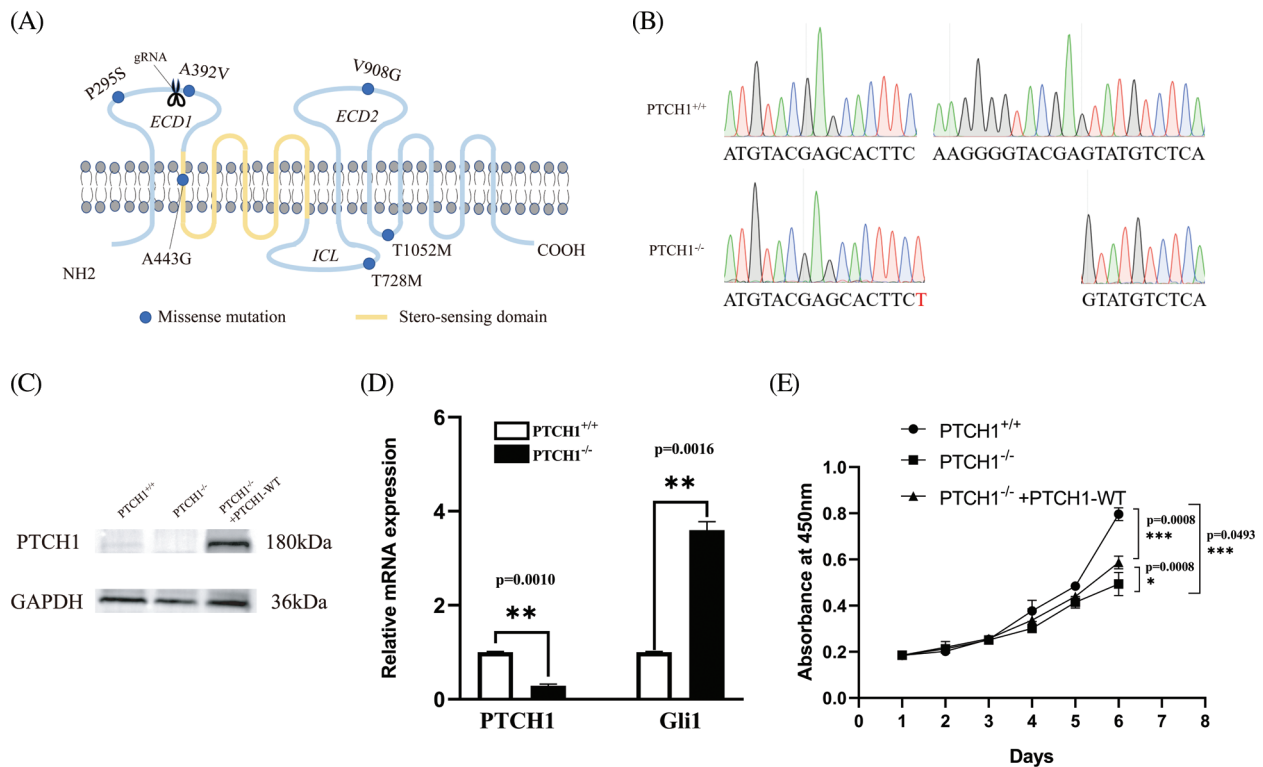 (A)
gRNA
P295S
A392V
V908G
ECD1
ECD2
A443G
T1052M
ICL
COOH
NH2
T728M
Missense mutation
Stero-sensing domain
(B)
PTCH1+/+
ATGTACGAGCACTTC
AAGGGGTACGAGTATGTCTCA
PTCH1-/-
ATGTACGAGCACTTCT
GTATGTCTCA
(C)
PTCH1+/+
PTCH1-/-
PTCH1-/-
+PTCH1-WT
PTCH1
180kDa
GAPDH
36kDa
(D)
Relative mRNA expression
6
4
2
0
PTCH1+/+
PTCH1-/-
p=0.0010
**
p=0.0016
**
PTCH1
Gli1
(E)
PTCH1+/+
PTCH1-/-
PTCH1-/- +PTCH1-WT
Absorbance at 450nm
1.0
0.8
0.6
0.4
0.2
0.0
p=0.0008
***
p=0.0008
*
p=0.0493
***
0 1 2 3 4 5 6 7 8
Days